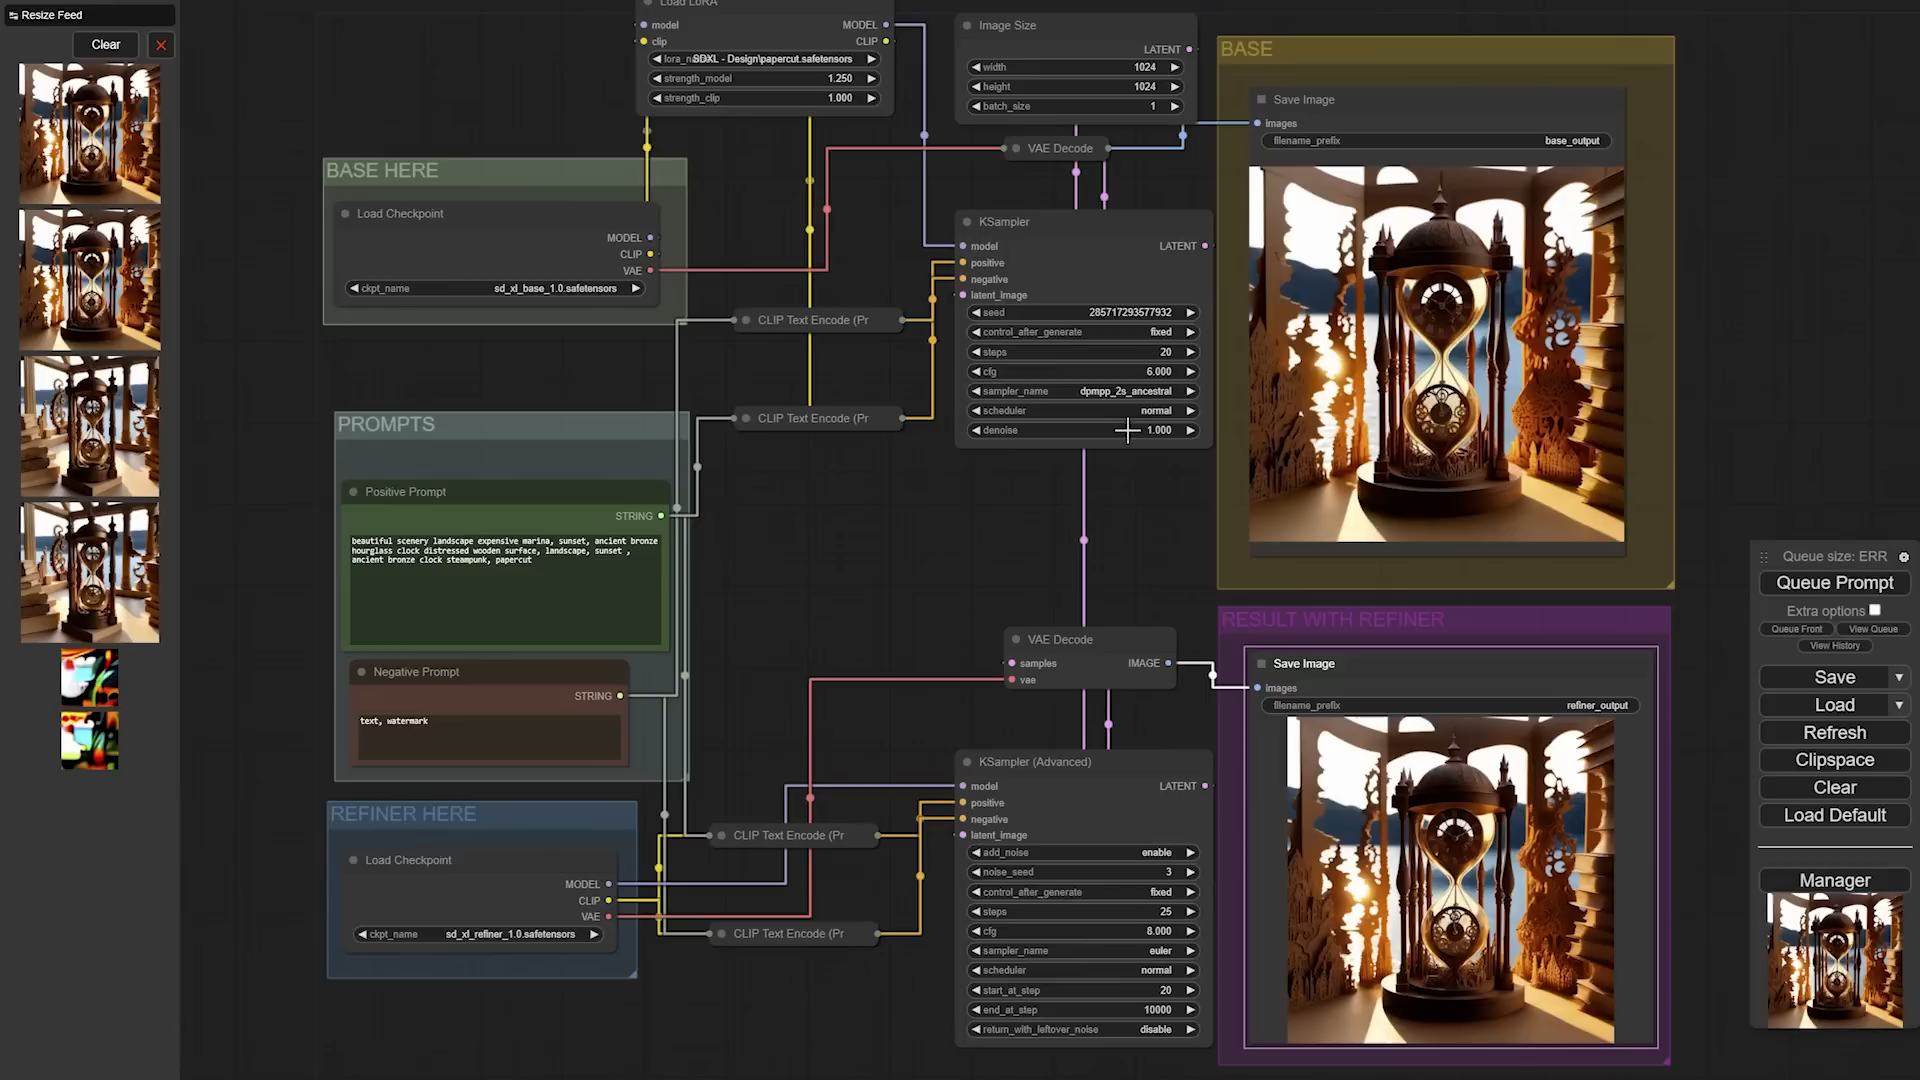 Resize Feed
Clear
Load LoRA
model
MODEL
clip
CLIP
SDXL - Design\papercut.safetensors
strength_model
1.250
strength_clip
1.000
Image Size
LATENT
width
1024
height
1024
batch_size
1
VAE Decode
BASE
Save Image
images
filename_prefix
base_output
BASE HERE
Load Checkpoint
MODEL
CLIP
VAE
ckpt_name
sd_xl_base_1.0.safetensors
CLIP Text Encode (Pr
CLIP Text Encode (Pr
KSampler
model
LATENT
positive
negative
latent_image
seed
285717293577932
control_after_generate
fixed
steps
20
cfg
6.000
sampler_name
dpmpp_2s_ancestral
scheduler
normal
denoise
1.000
PROMPTS
Positive Prompt
STRING
beautiful scenery landscape expensive marina, sunset, ancient bronze
hourglass clock distressed wooden surface, landscape, sunset ,
ancient bronze clock steampunk, papercut
Negative Prompt
STRING
text, watermark
REFINER HERE
Load Checkpoint
MODEL
CLIP
VAE
ckpt_name
sd_xl_refiner_1.0.safetensors
CLIP Text Encode (Pr
CLIP Text Encode (Pr
VAE Decode
samples
IMAGE
vae
KSampler (Advanced)
model
LATENT
positive
negative
latent_image
add_noise
enable
noise_seed
3
control_after_generate
fixed
steps
25
cfg
8.000
sampler_name
euler
scheduler
normal
start_at_step
20
end_at_step
10000
return_with_leftover_noise
disable
RESULT WITH REFINER
Save Image
images
filename_prefix
refiner_output
Queue size: ERR
Queue Prompt
Extra options
Queue Front
View Queue
View History
Save
Load
Refresh
Clipspace
Clear
Load Default
Manager